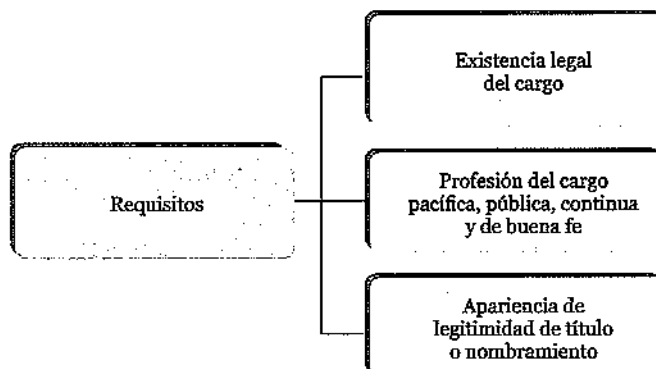 Existencia legal
del cargo
Requisitos
Profesión del cargo
pacífica, pública, continua
y de buena fe
Apariencia de
legitimidad de título
o nombramiento